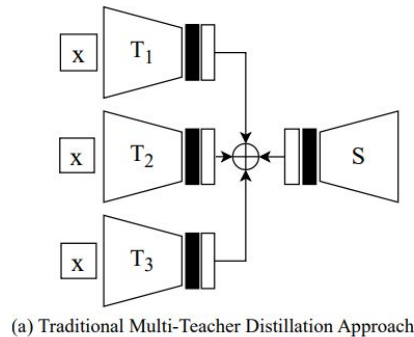 x T₁
x T₂ S
x T₃
(a) Traditional Multi-Teacher Distillation Approach